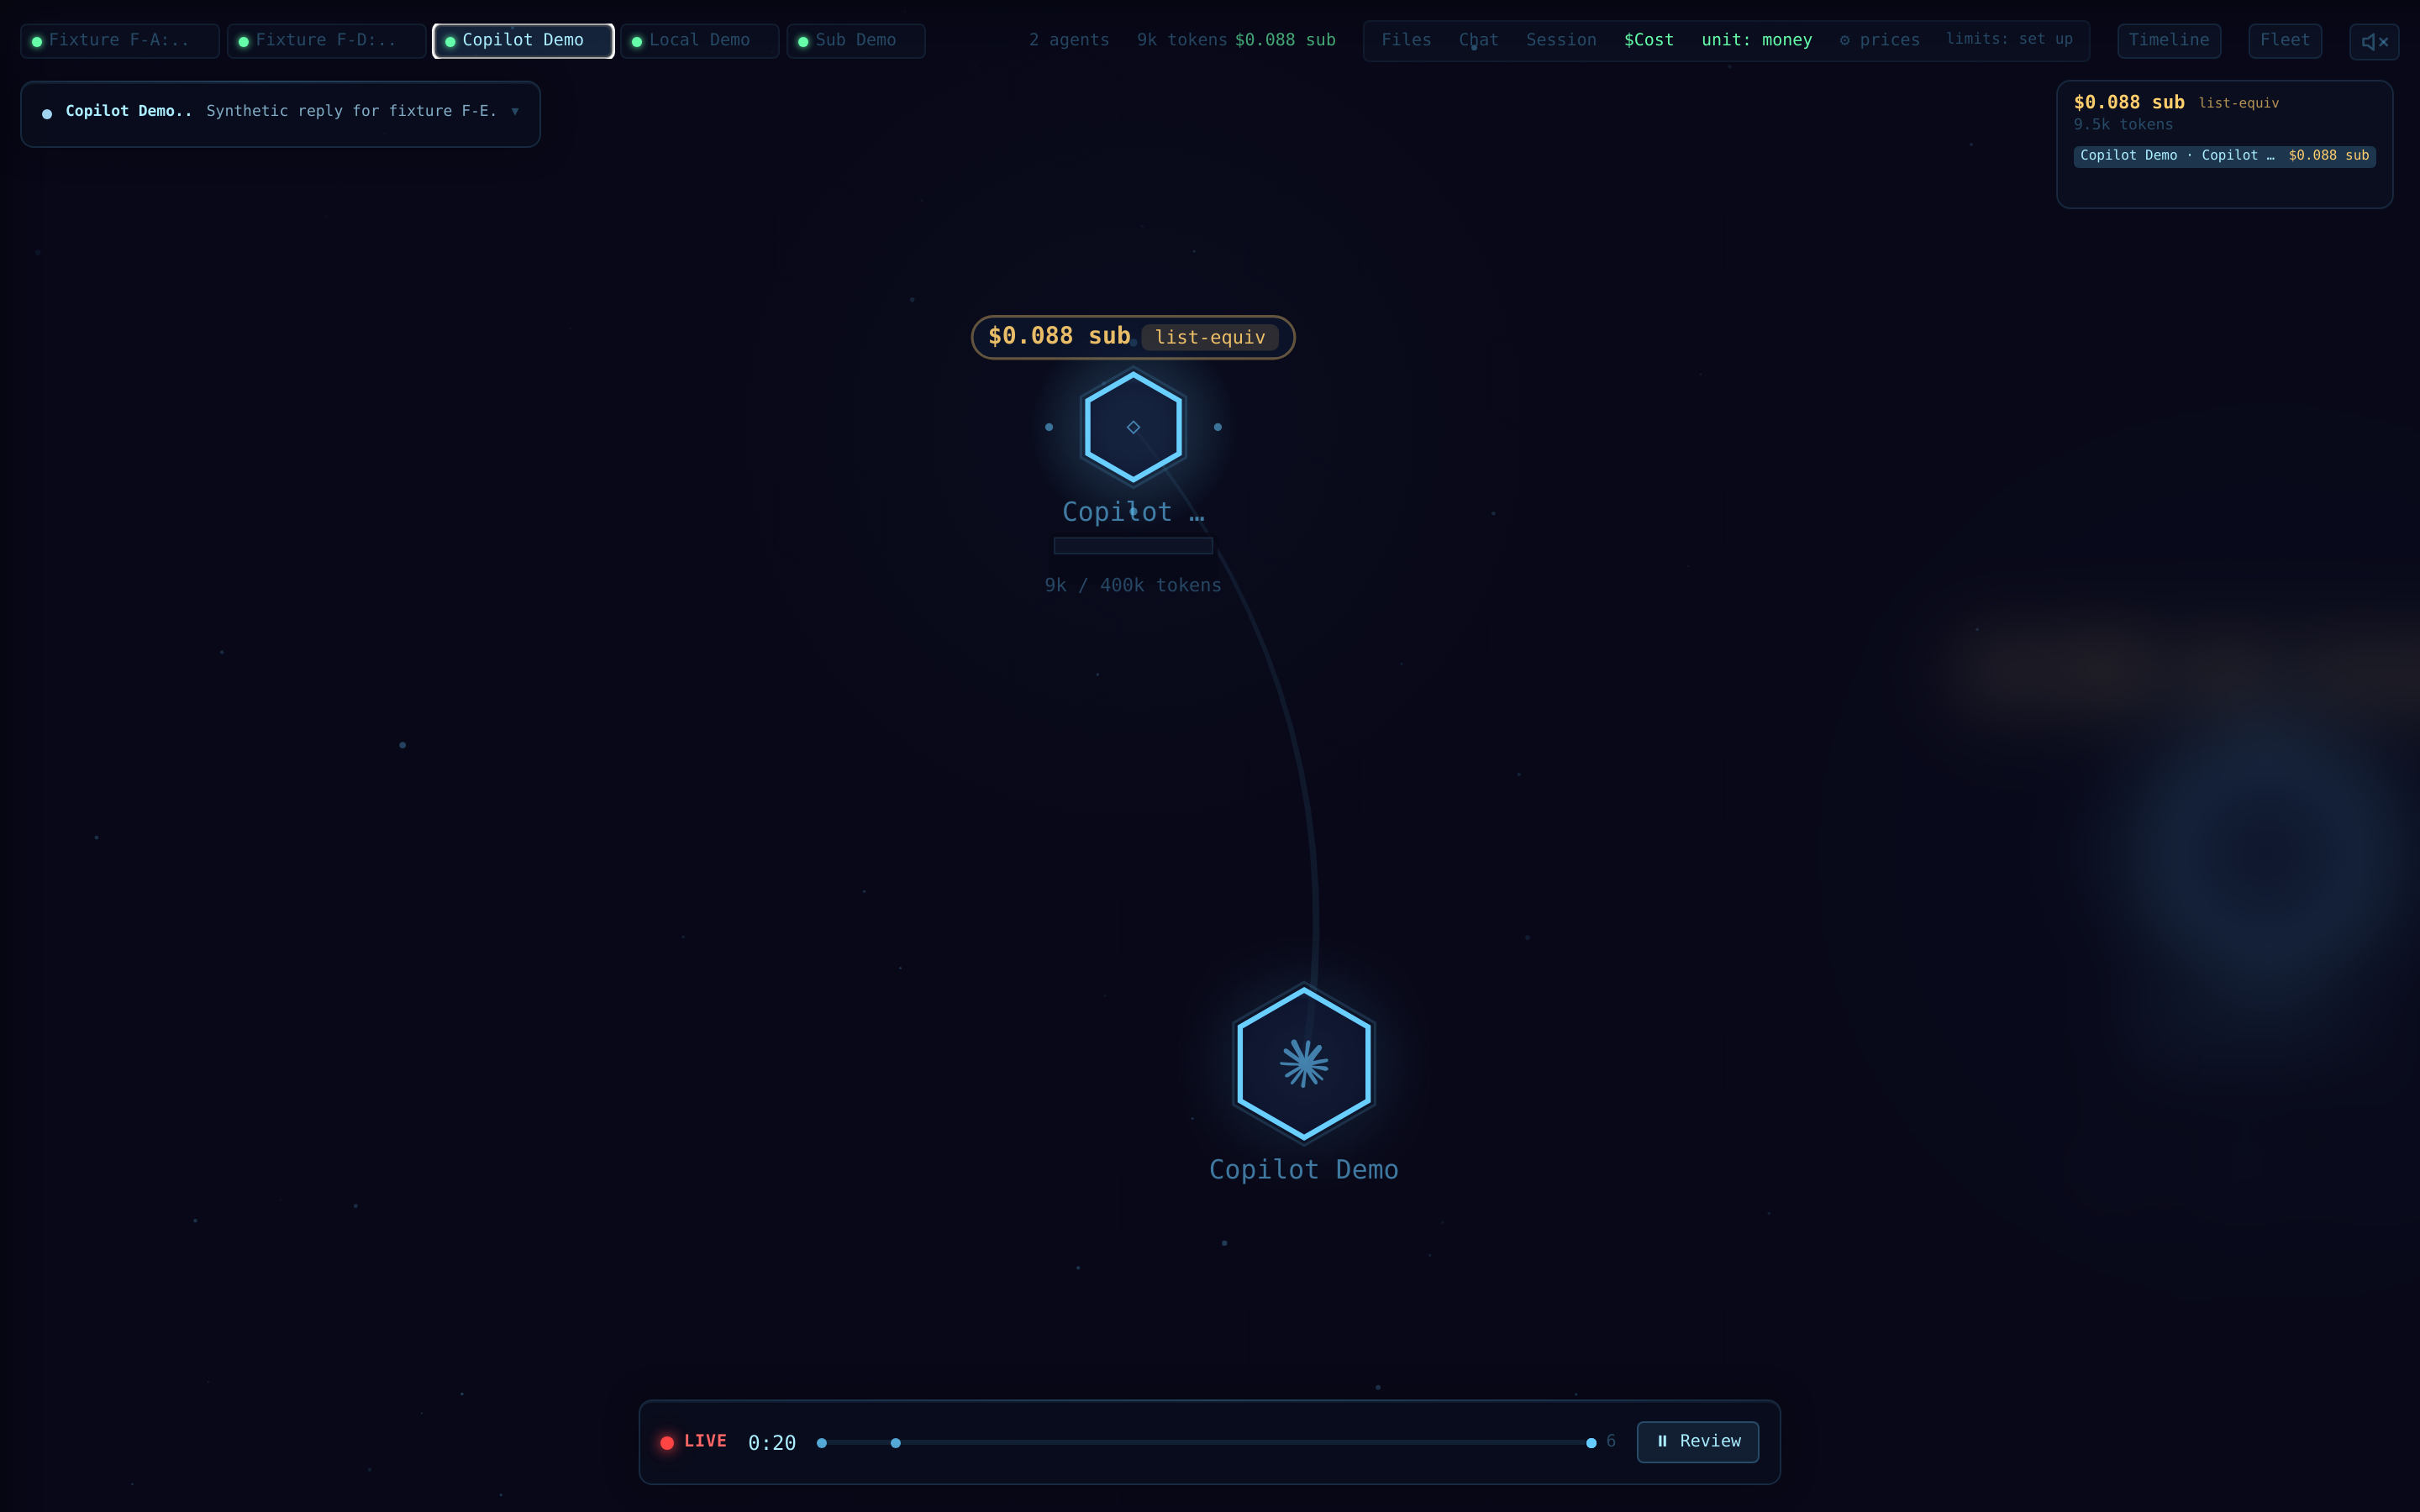 Fixture F-A:..
Fixture F-D:..
Copilot Demo
Local Demo
Sub Demo
2 agents
9k tokens
$0.088 sub
Files
Chat
Session
$Cost
unit: money
⚙ prices
limits: set up
Timeline
Fleet
Copilot Demo.. Synthetic reply for fixture F-E. ▼
$0.088 sub list-equiv
9.5k tokens
Copilot Demo · Copilot … $0.088 sub
$0.088 sub list-equiv
Copilot …
9k / 400k tokens
Copilot Demo
LIVE 0:20 6 Review